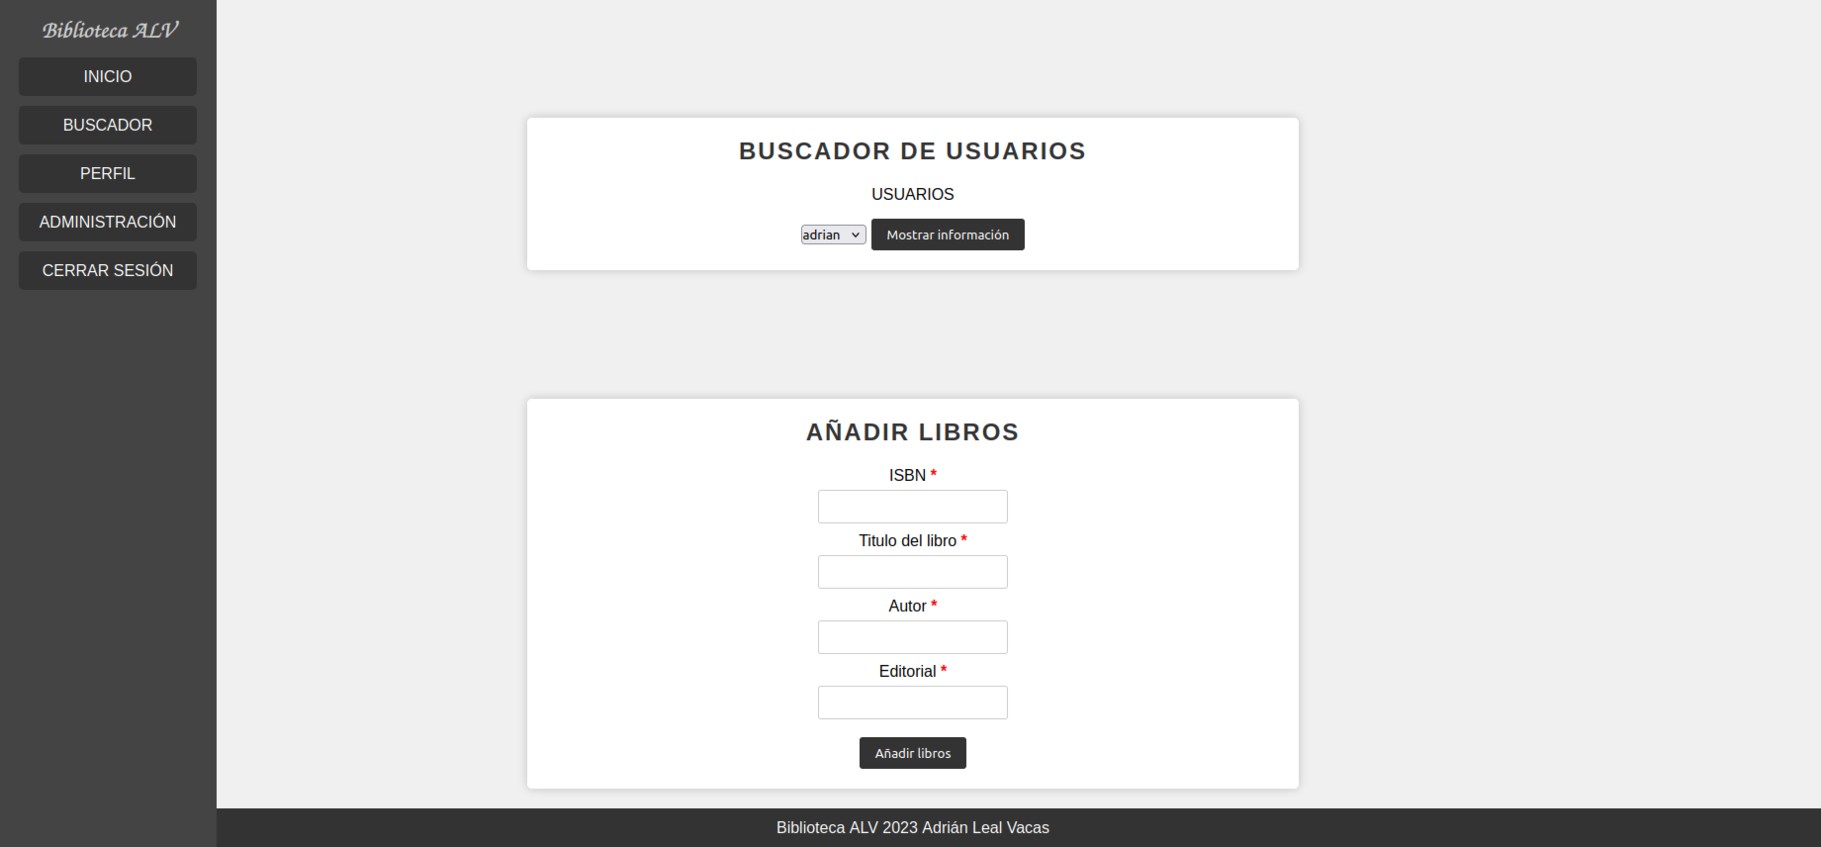 Biblioteca ALV
INICIO
BUSCADOR
PERFIL
ADMINISTRACIÓN
CERRAR SESIÓN
BUSCADOR DE USUARIOS
USUARIOS
adrian
Mostrar información
AÑADIR LIBROS
ISBN *
Titulo del libro *
Autor *
Editorial *
Añadir libros
Biblioteca ALV 2023 Adrián Leal Vacas